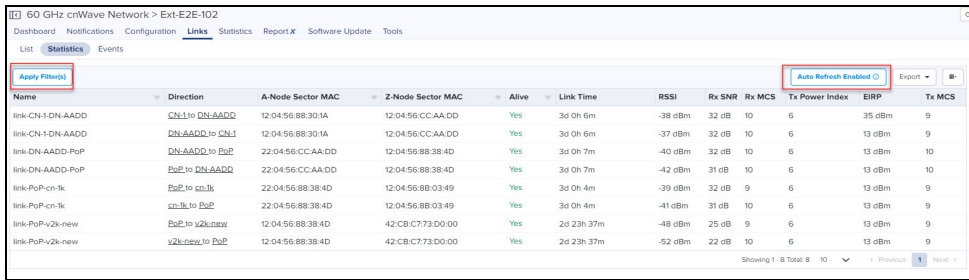 60 GHz cnWave Network > Ext-E2E-102
Dashboard Notifications Configuration Links Statistics Report X Software Update Tools
List Statistics Events
Apply Filter(s) Auto Refresh Enabled Export
Name Direction A-Node Sector MAC Z-Node Sector MAC Alive Link Time RSSI Rx SNR Rx MCS Tx Power Index EIRP Tx MCS
link-CN-1-DN-AADD CN-1 to DN-AADD 12:04:56:88:30:1A 12:04:56:CC:AA:DD Yes 3d 0h 6m -38 dBm 32 dB 10 6 35 dBm 9
link-CN-1-DN-AADD DN-AADD to CN-1 12:04:56:88:30:1A 12:04:56:CC:AA:DD Yes 3d 0h 6m -37 dBm 32 dB 10 6 13 dBm 9
link-DN-AADD-PoP DN-AADD to PoP 22:04:56:CC:AA:DD 12:04:56:88:38:4D Yes 3d 0h 7m -40 dBm 32 dB 10 6 13 dBm 10
link-DN-AADD-PoP PoP to DN-AADD 22:04:56:CC:AA:DD 12:04:56:88:38:4D Yes 3d 0h 7m -42 dBm 31 dB 10 6 13 dBm 10
link-PoP-cn-1k PoP to cn-1k 22:04:56:88:38:4D 12:04:56:8B:03:49 Yes 3d 0h 4m -39 dBm 32 dB 9 6 13 dBm 9
link-PoP-cn-1k cn-1k to PoP 22:04:56:88:38:4D 12:04:56:8B:03:49 Yes 3d 0h 4m -41 dBm 31 dB 10 6 13 dBm 9
link-PoP-v2k-new PoP to v2k-new 12:04:56:88:38:4D 42:CB:C7:73:D0:00 Yes 2d 23h 37m -48 dBm 25 dB 9 6 13 dBm 9
link-PoP-v2k-new v2k-new to PoP 12:04:56:88:38:4D 42:CB:C7:73:D0:00 Yes 2d 23h 37m -52 dBm 22 dB 10 6 13 dBm 9
Showing 1 - 8 Total: 8 10 < Previous 1 Next >